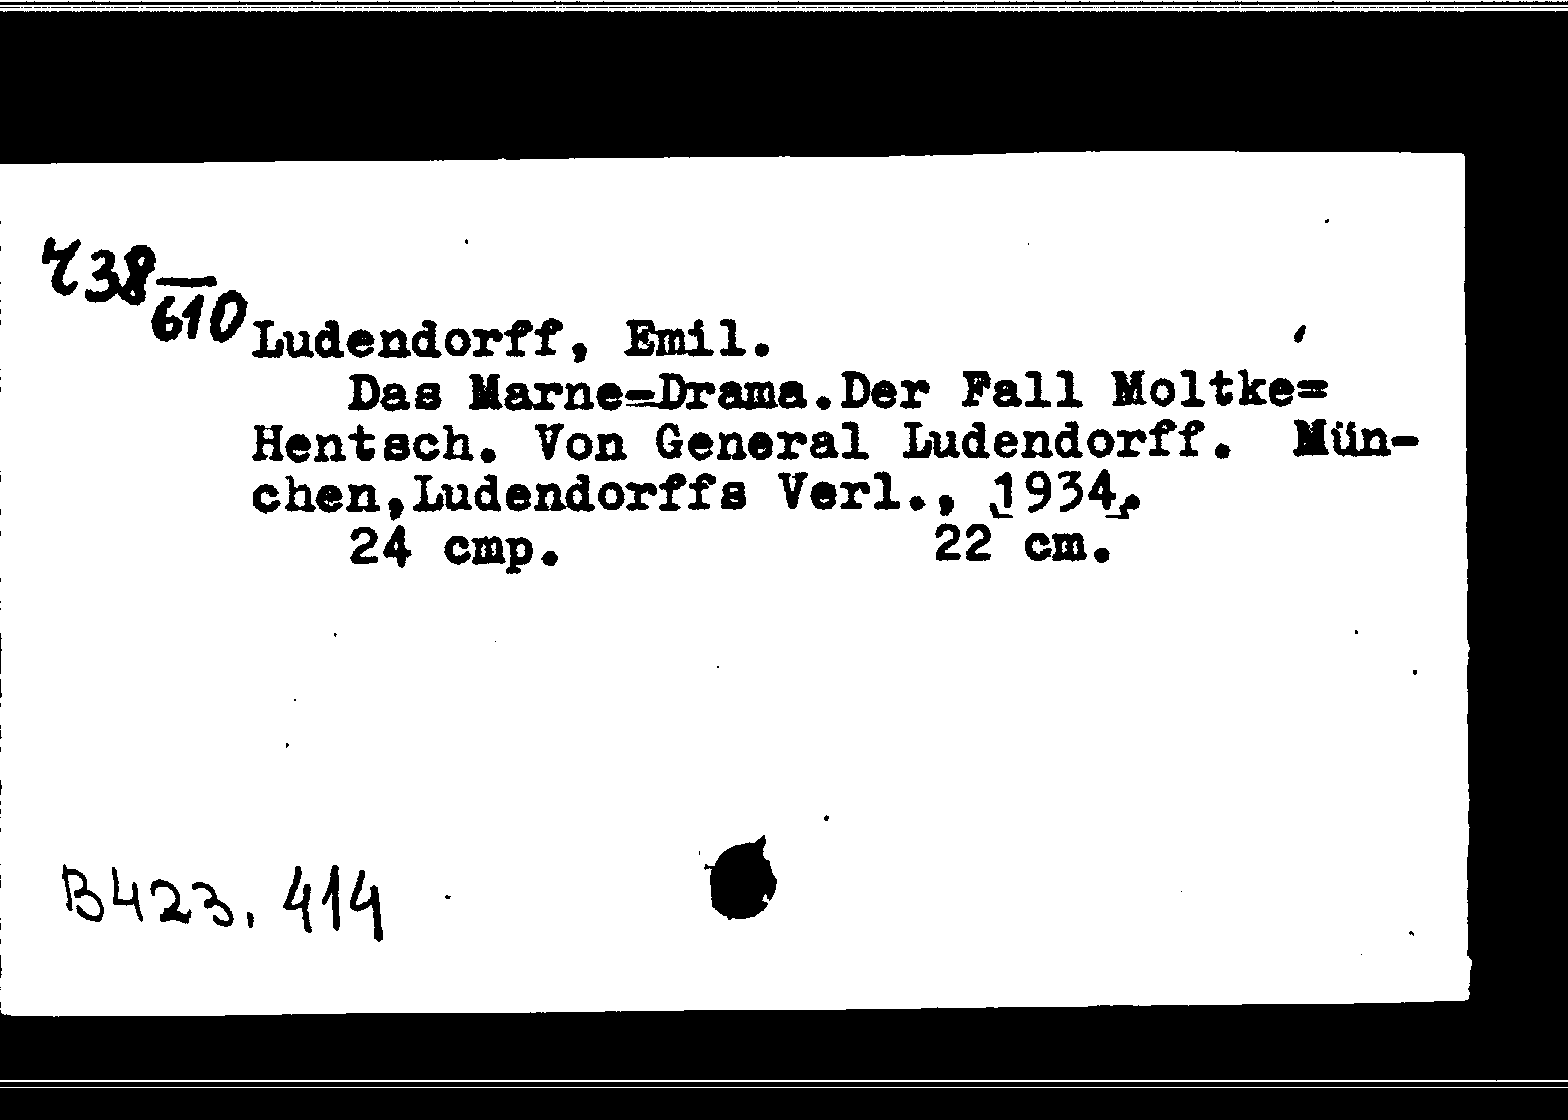 738
610
Ludendorff, Emil.
Das Marne-Drama. Der Fall Moltke=
Hentsch. Von General Ludendorff. Mün-
chen, Ludendorffs Verl., 1934.
24 стр. 22 cm.
B423. 414